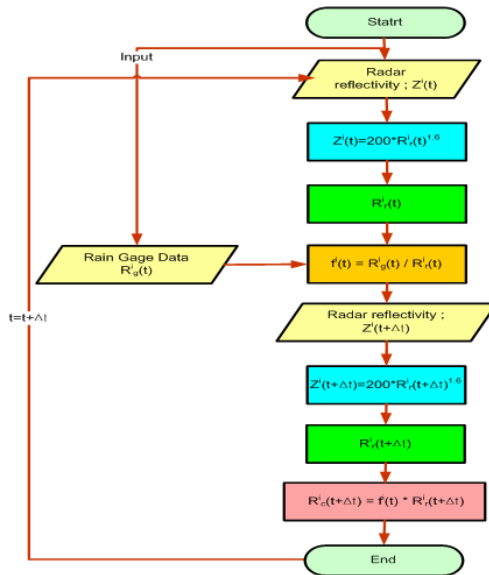 Statrt
Input
Radar
reflectivity ; Zⁱ(t)
Zⁱ(t)=200*Rⁱᵣ(t)¹·⁶
Rⁱᵣ(t)
Rain Gage Data
Rⁱg(t)
fⁱ(t) = Rⁱg(t) / Rⁱᵣ(t)
Radar reflectivity ;
Zⁱ(t+△t)
t=t+△t
Zⁱ(t+△t)=200*Rⁱᵣ(t+△t)¹·⁶
Rⁱᵣ(t+△t)
Rⁱc(t+△t) = fⁱ(t) * Rⁱᵣ(t+△t)
End